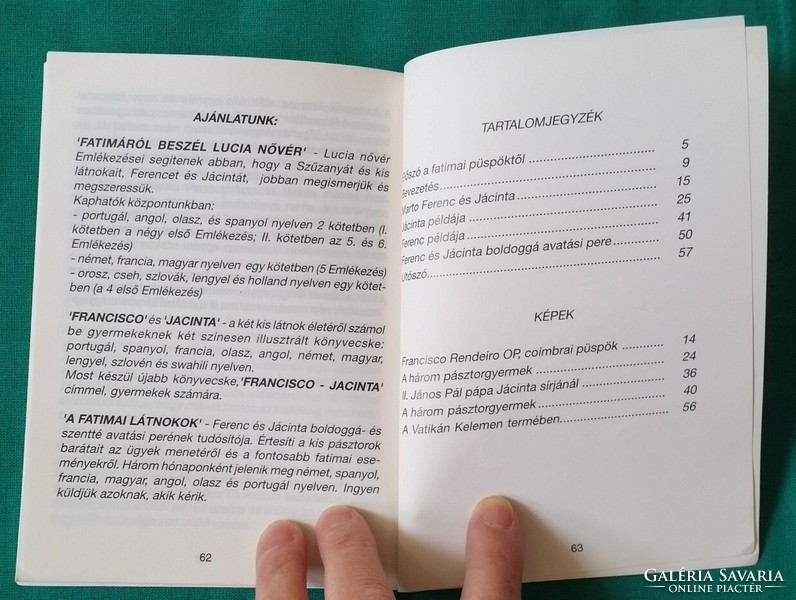 AJÁNLATUNK:
'FATIMÁRÓL BESZÉL LUCIA NŐVÉR' - Lucia nővér
Emlékezései segítenek abban, hogy a Szűzanyát és kis
látnokait, Ferencet és Jácintát, jobban megismerjük és
megszeressük.
Kaphatók központunkban:
- portugál, angol, olasz, és spanyol nyelven 2 kötetben (I.
kötetben a négy első Emlékezés; II. kötetben az 5. és 6.
Emlékezés)
- német, francia, magyar nyelven egy kötetben (5 Emlékezés)
- orosz, cseh, szlovák, lengyel és holland nyelven egy kötet-
ben (a 4 első Emlékezés)
'FRANCISCO' és 'JACINTA' - a két kis látnok életéről számol
be gyermekeknek két színesen illusztrált könyvecske:
portugál, spanyol, francia, olasz, angol, német, magyar,
lengyel, szlovén és swahili nyelven.
Most készül újabb könyvecske, 'FRANCISCO - JACINTA'
címmel, gyermekek számára.
'A FATIMAI LÁTNOKOK' - Ferenc és Jácinta boldoggá- és
szentté avatási perének tudósítója. Értesíti a kis pásztorok
barátait az ügyek menetéről és a fontosabb fatimai ese-
ményekről. Három hónaponként jelenik meg német, spanyol,
francia, magyar, angol, olasz és portugál nyelven. Ingyen
küldjük azoknak, akik kérik.
62
TARTALOMJEGYZÉK
Előszó a fatimai püspöktől ........ 5
Bevezetés ........ 9
Marto Ferenc és Jácinta ........ 15
Jacinta példája ........ 25
Ferenc példája ........ 41
Ferenc és Jácinta boldoggá avatási pere ........ 50
Utószó ........ 57
KÉPEK
Francisco Rendeiro OP, coimbrai püspök ........ 14
A három pásztorgyermek ........ 24
II. János Pál pápa Jácinta sírjánál ........ 36
A három pásztorgyermek ........ 40
A Vatikán Kelemen termében ........ 56
63
GALÉRIA SAVARIA
ONLINE PIACTÉR